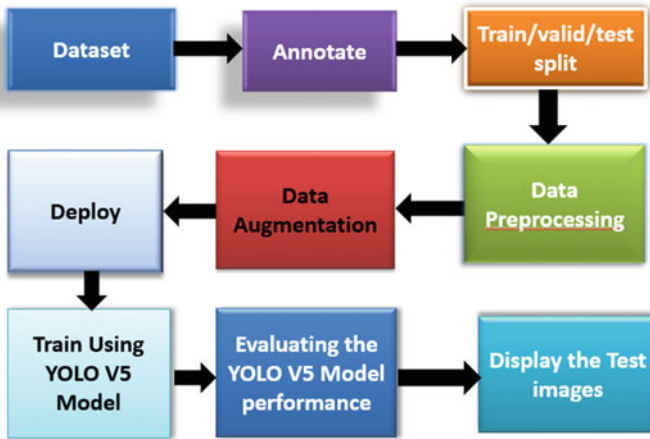 Dataset
Annotate
Train/valid/test
split
Data
Preprocessing
Data
Augmentation
Deploy
Train Using
YOLO V5
Model
Evaluating the
YOLO V5 Model
performance
Display the Test
images